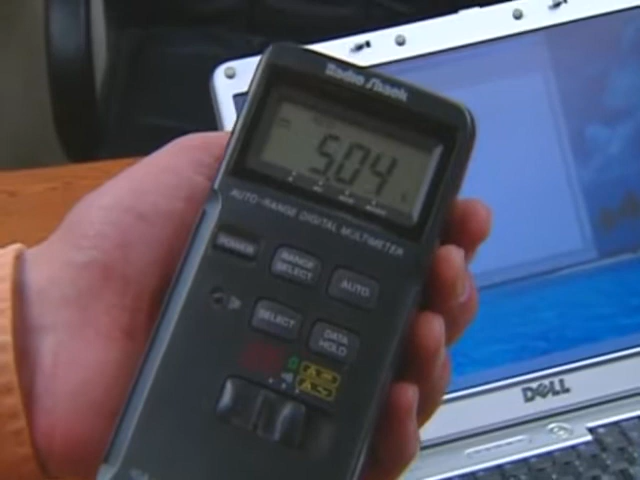 Radio Shack
5.04
AUTO-RANGE DIGITAL MULTIMETER
POWER
RANGE
SELECT
AUTO
SELECT
DATA
HOLD
DELL